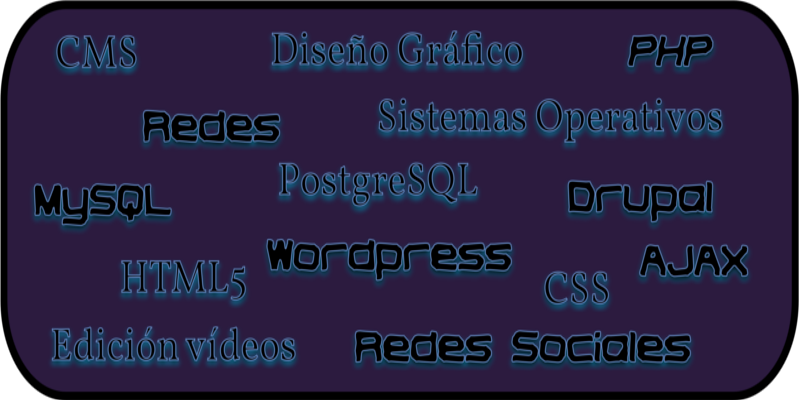 CMS
Diseño Gráfico
PHP
Redes
Sistemas Operativos
MySQL
PostgreSQL
Drupal
HTML5
Wordpress
CSS
AJAX
Edición vídeos
Redes Sociales